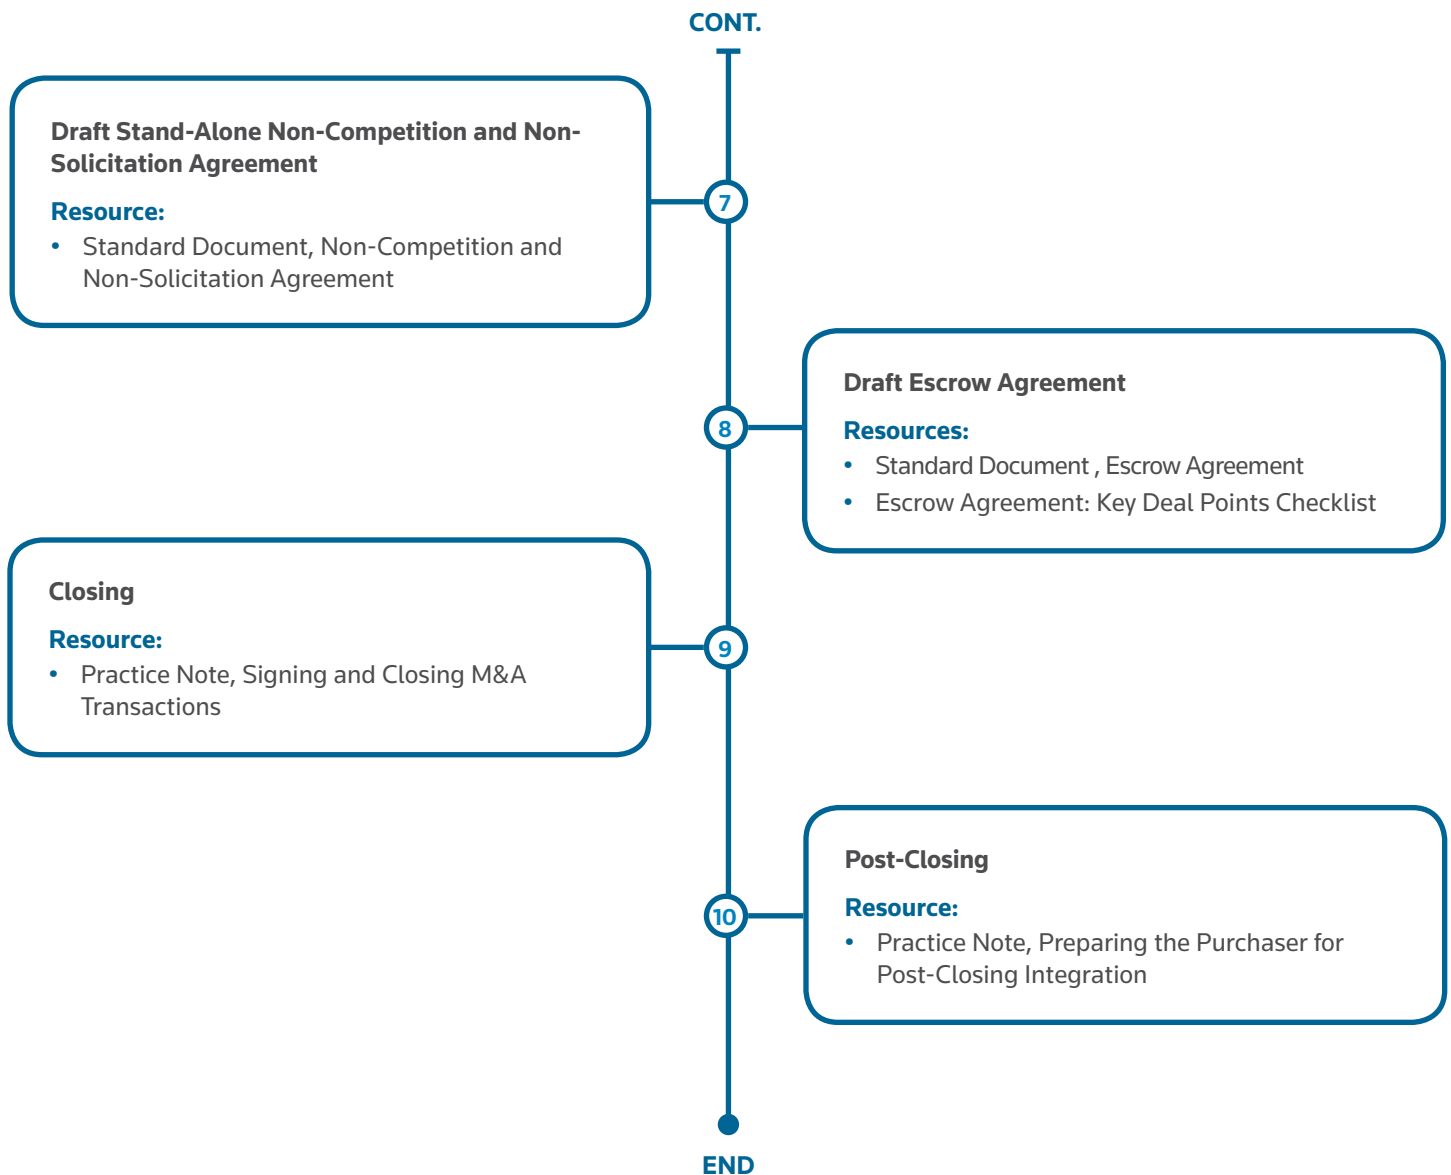 CONT.
Draft Stand-Alone Non-Competition and Non-
Solicitation Agreement
Resource:
• Standard Document, Non-Competition and
Non-Solicitation Agreement
7
Draft Escrow Agreement
Resources:
• Standard Document , Escrow Agreement
• Escrow Agreement: Key Deal Points Checklist
8
Closing
Resource:
• Practice Note, Signing and Closing M&A
Transactions
9
Post-Closing
Resource:
• Practice Note, Preparing the Purchaser for
Post-Closing Integration
10
END